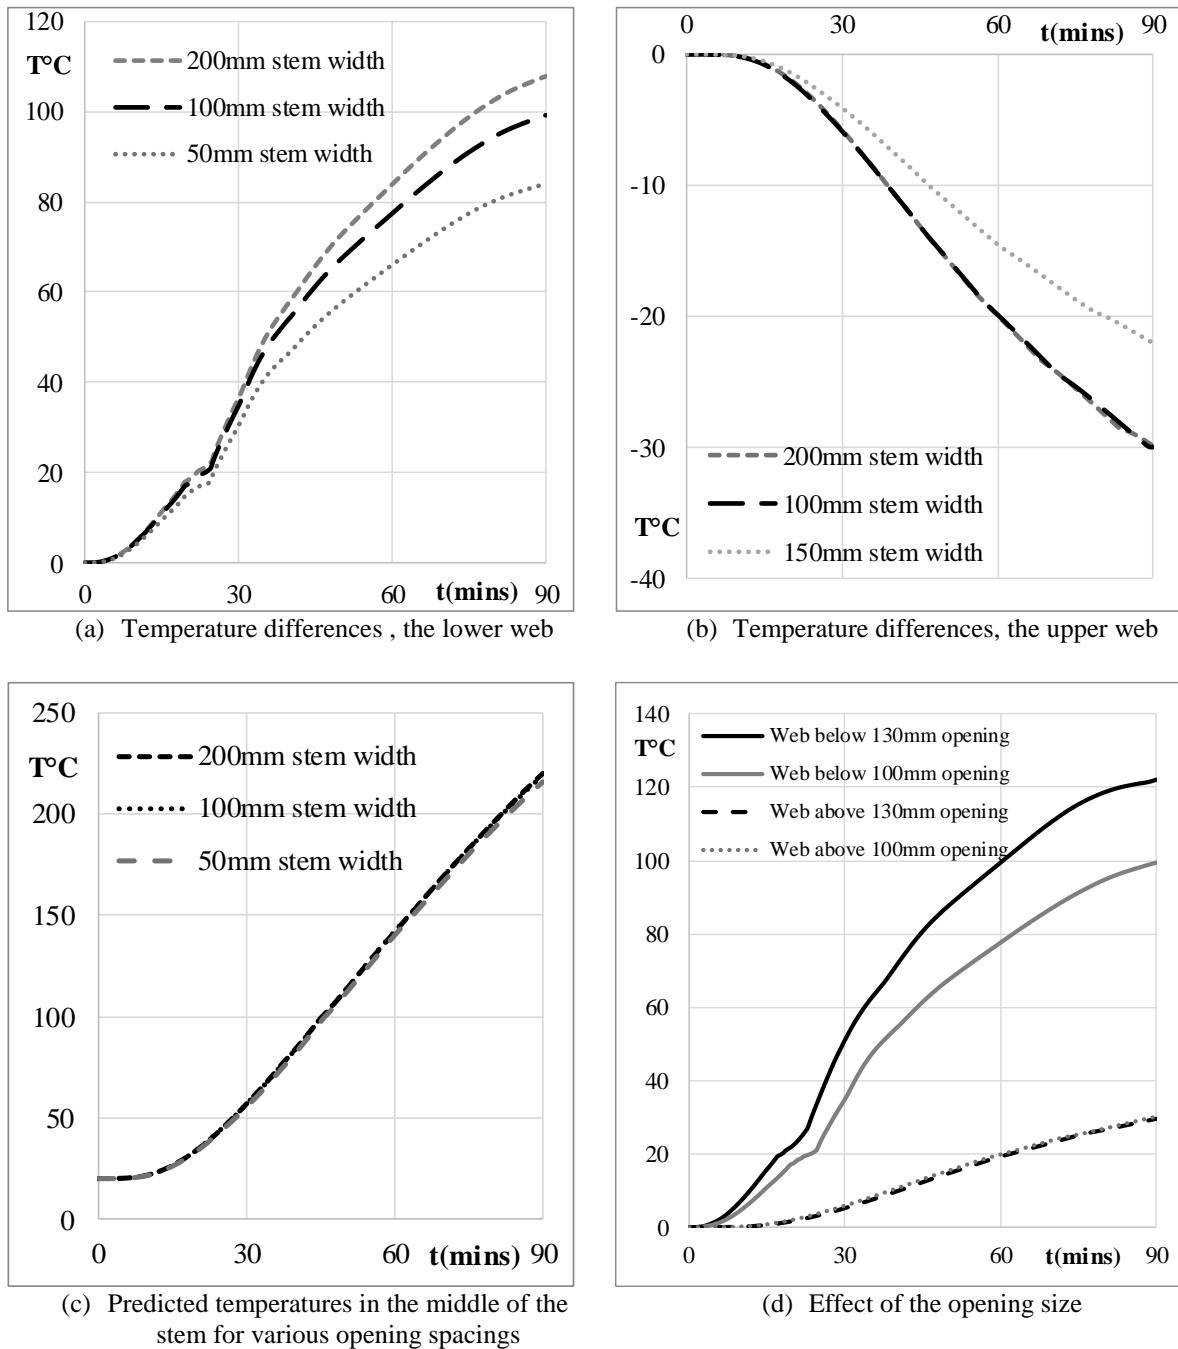 120
T°C
200mm stem width
100
100mm stem width
50mm stem width
80
60
40
20
0
0 30 60 t(mins) 90
(a) Temperature differences , the lower web
0 30 60 t(mins) 90
0
-10
-20
-30
200mm stem width
100mm stem width
T°C
150mm stem width
-40
(b) Temperature differences, the upper web
250
T°C
200mm stem width
200
100mm stem width
50mm stem width
150
100
50
0
0 30 60 t(mins) 90
(c) Predicted temperatures in the middle of the
stem for various opening spacings
140
T°C
Web below 130mm opening
Web below 100mm opening
120
Web above 130mm opening
Web above 100mm opening
100
80
60
40
20
0
0 30 60 t(mins) 90
(d) Effect of the opening size